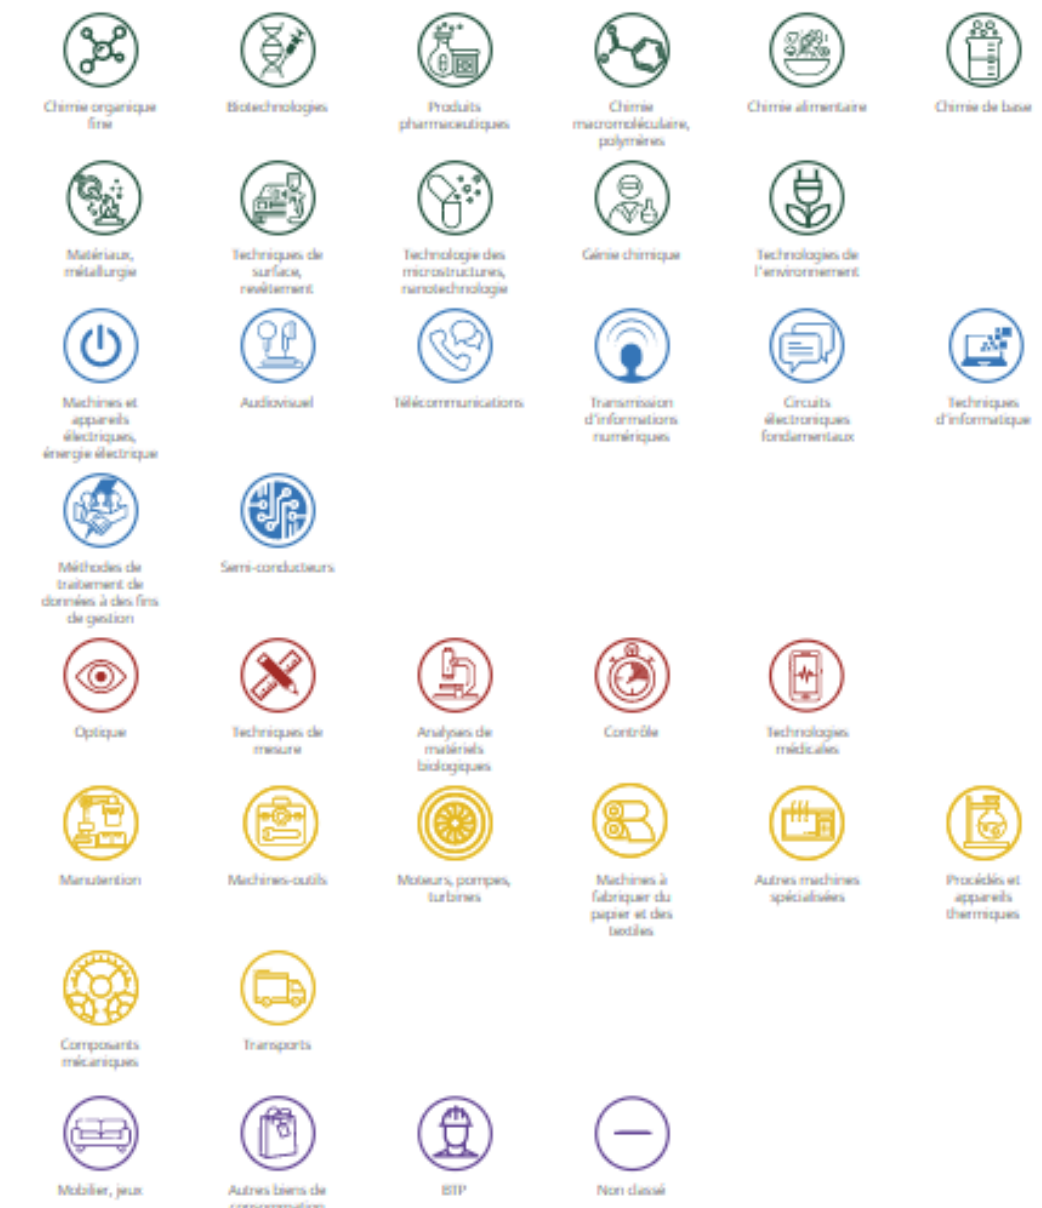 Chimie organique
fine
Biotechnologies
Produits
pharmaceutiques
Chimie
macromoléculaire,
polymères
Chimie alimentaire
Chimie de base
Matériaux,
métallurgie
Techniques de
surface,
revêtement
Technologie des
microstructures,
nanotechnologie
Génie chimique
Technologies de
l'environnement
Machines et
appareils
électriques,
énergie électrique
Audiovisuel
Télécommunications
Transmission
d'informations
numériques
Circuits
électroniques
fondamentaux
Techniques
d'informatique
Méthodes de
traitement de
données à des fins
de gestion
Semi-conducteurs
Optique
Techniques de
mesure
Analyses de
matériels
biologiques
Contrôle
Technologies
médicales
Manutention
Machines-outils
Moteurs, pompes,
turbines
Machines à
fabriquer du
papier et des
textiles
Autres machines
spécialisées
Procédés et
appareils
thermiques
Composants
mécaniques
Transports
Mobilier, jeux
Autres biens de
consommation
BTP
Non classé